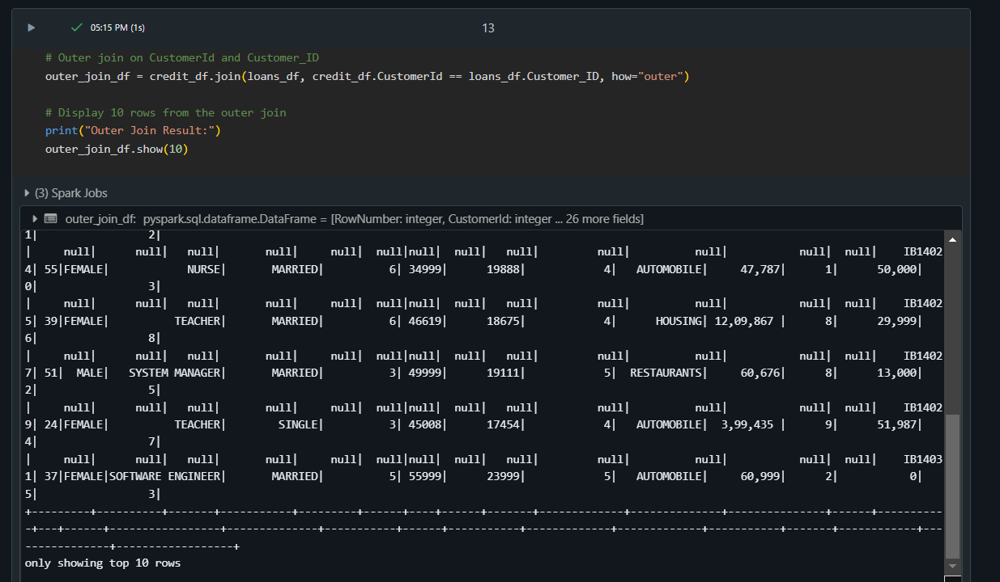 05:15 PM (1s)
13
# Outer join on CustomerId and Customer_ID
outer_join_df = credit_df.join(loans_df, credit_df.CustomerId == loans_df.Customer_ID, how="outer")
# Display 10 rows from the outer join
print("Outer Join Result:")
outer_join_df.show(10)
(3) Spark Jobs
outer_join_df: pyspark.sql.dataframe.DataFrame = [RowNumber: integer, CustomerId: integer ... 26 more fields]
1|                 2|
|     null|      null|   null|       null|     null|  null|null|  null|   null|         null|          null|           null|  null|    IB1402
4| 55|FEMALE|            NURSE|       MARRIED|          6| 34999|      19888|            4|   AUTOMOBILE|     47,787|      1|      50,000|
0|                 3|
|     null|      null|   null|       null|     null|  null|null|  null|   null|         null|          null|           null|  null|    IB1402
5| 39|FEMALE|          TEACHER|       MARRIED|          6| 46619|      18675|            4|      HOUSING| 12,09,867 |      8|      29,999|
6|                 8|
|     null|      null|   null|       null|     null|  null|null|  null|   null|         null|          null|           null|  null|    IB1402
7| 51|  MALE|   SYSTEM MANAGER|       MARRIED|          3| 49999|      19111|            5|  RESTAURANTS|     60,676|      8|      13,000|
2|                 5|
|     null|      null|   null|       null|     null|  null|null|  null|   null|         null|          null|           null|  null|    IB1402
9| 24|FEMALE|          TEACHER|        SINGLE|          3| 45008|      17454|            4|   AUTOMOBILE|  3,99,435 |      9|      51,987|
4|                 7|
|     null|      null|   null|       null|     null|  null|null|  null|   null|         null|          null|           null|  null|    IB1403
1| 37|FEMALE|SOFTWARE ENGINEER|       MARRIED|          5| 55999|      23999|            5|   AUTOMOBILE|     60,999|      2|           0|
5|                 3|
+---------+----------+-------+-----------+---------+------+----+------+-------+-------------+--------------+---------------+------+----------
-+---+------+-----------------+--------------+-----------+------+-----------+-------------+-------------+-----------+-------+------------+---
-------------+------------------+
only showing top 10 rows